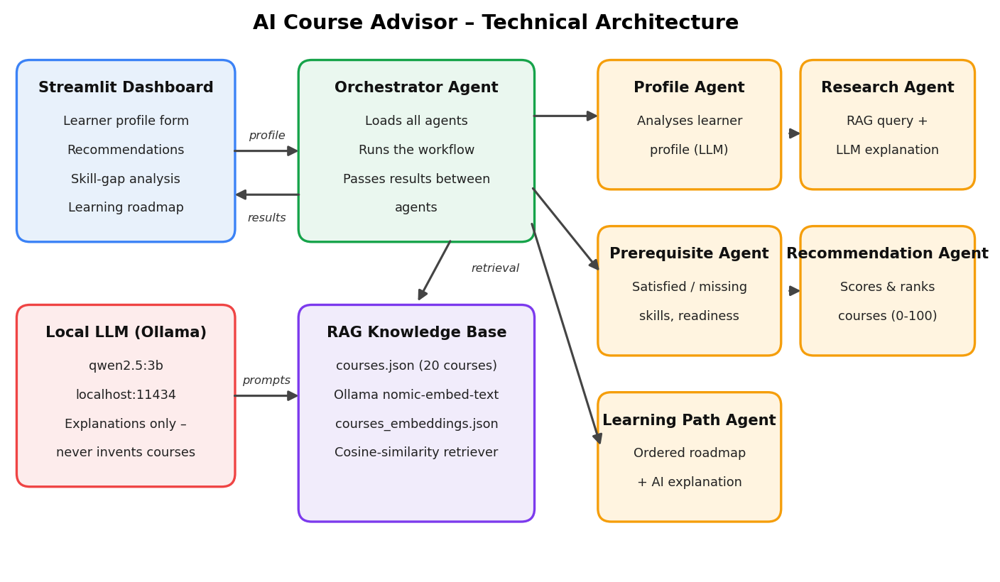 AI Course Advisor – Technical Architecture
Streamlit Dashboard
Learner profile form
Recommendations
Skill-gap analysis
Learning roadmap
profile
results
Orchestrator Agent
Loads all agents
Runs the workflow
Passes results between
agents
Profile Agent
Analyses learner
profile (LLM)
Research Agent
RAG query +
LLM explanation
Prerequisite Agent
Satisfied / missing
skills, readiness
Recommendation Agent
Scores & ranks
courses (0-100)
retrieval
Local LLM (Ollama)
qwen2.5:3b
localhost:11434
Explanations only –
never invents courses
prompts
RAG Knowledge Base
courses.json (20 courses)
Ollama nomic-embed-text
courses_embeddings.json
Cosine-similarity retriever
Learning Path Agent
Ordered roadmap
+ AI explanation